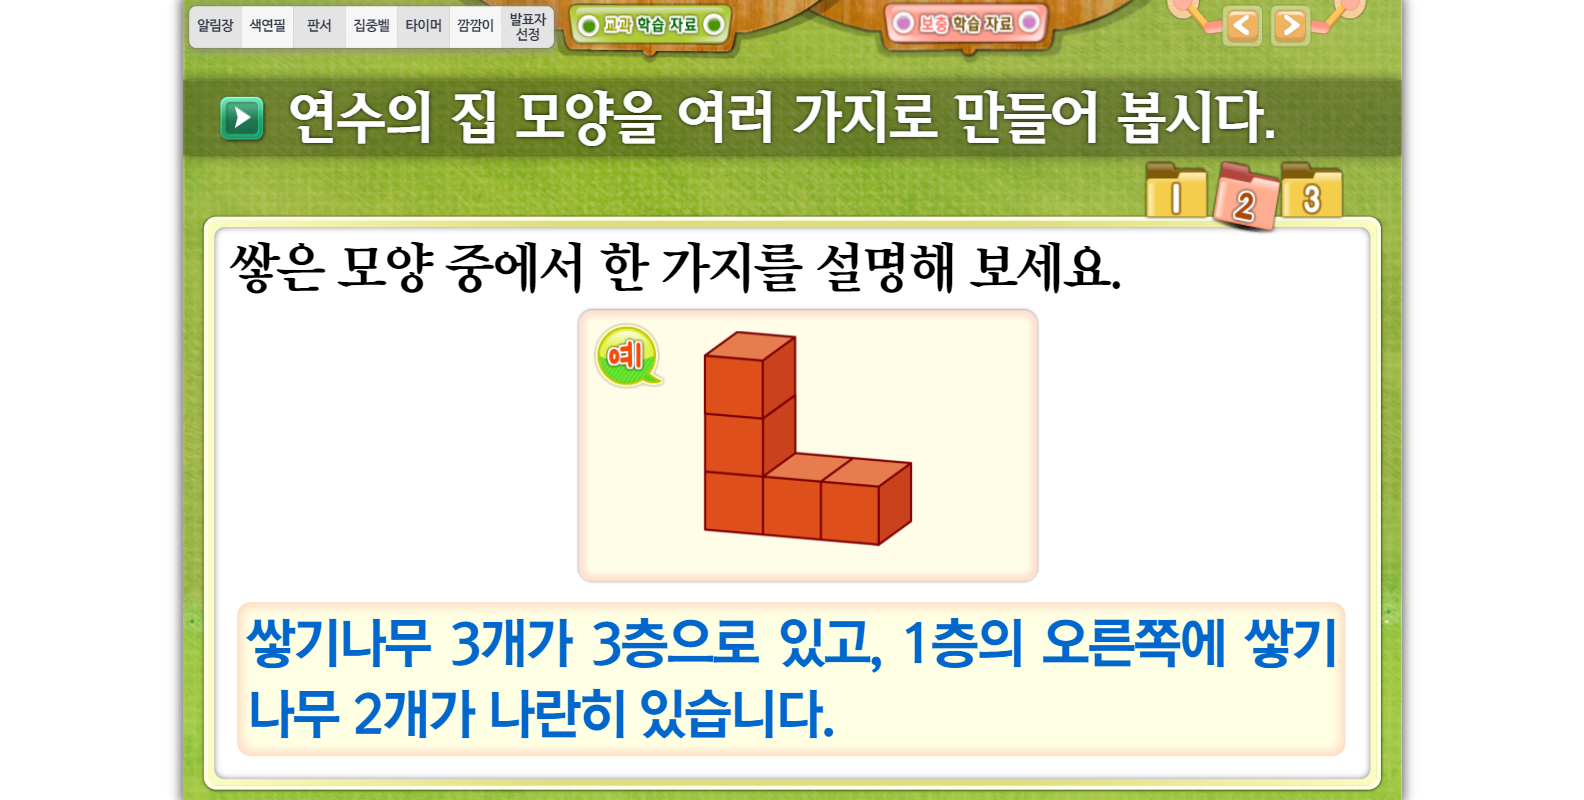 알림장 색연필 판서 집중벨 타이머 깜깜이 발표자 선정
교과 학습 자료
보충 학습 자료
연수의 집 모양을 여러 가지로 만들어 봅시다.
1 2 3
쌓은 모양 중에서 한 가지를 설명해 보세요.
예
쌓기나무 3개가 3층으로 있고, 1층의 오른쪽에 쌓기
나무 2개가 나란히 있습니다.